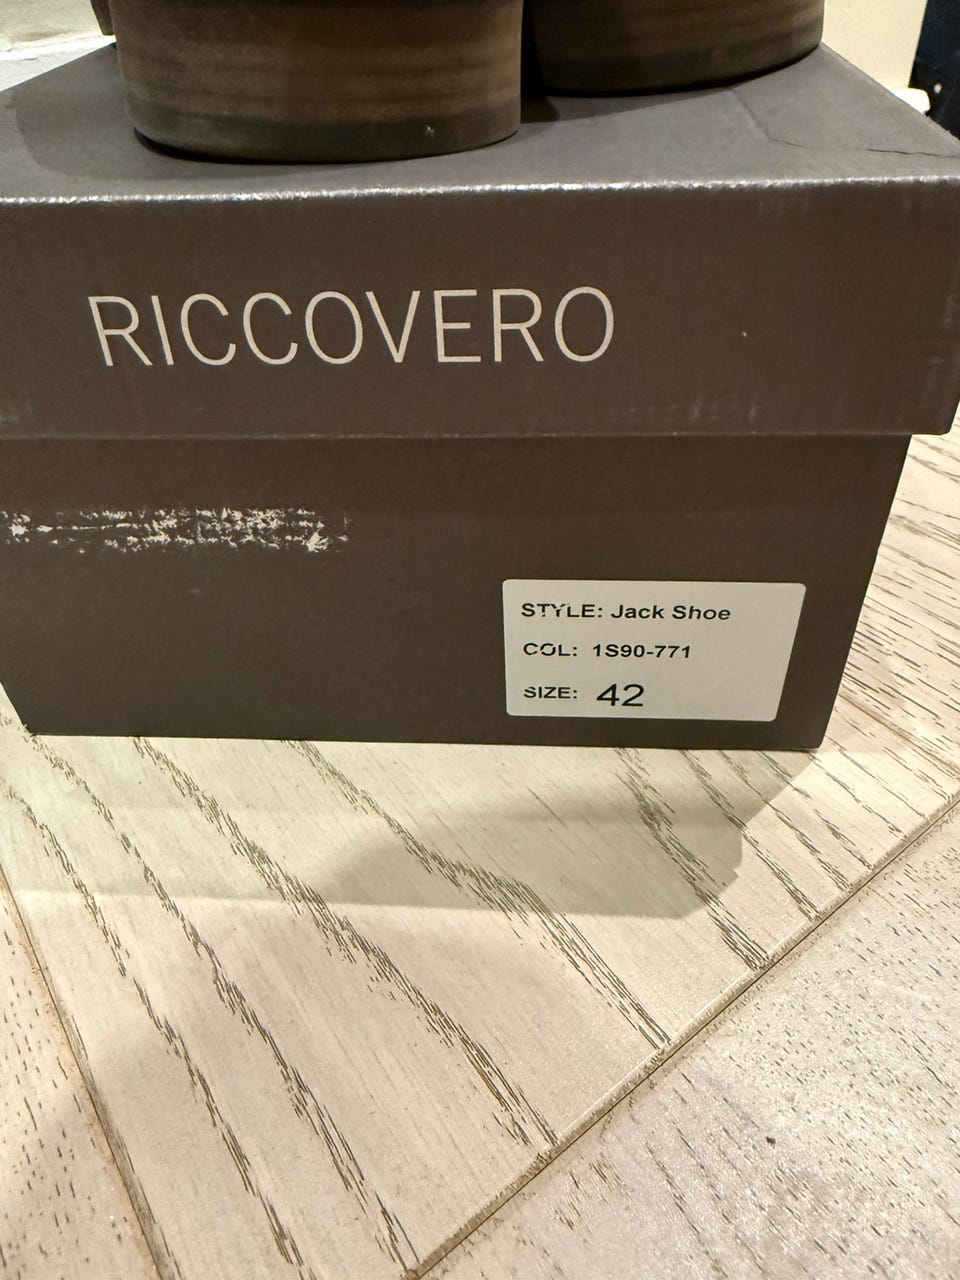 RICCOVERO
STYLE: Jack Shoe
COL: 1S90-771
SIZE: 42